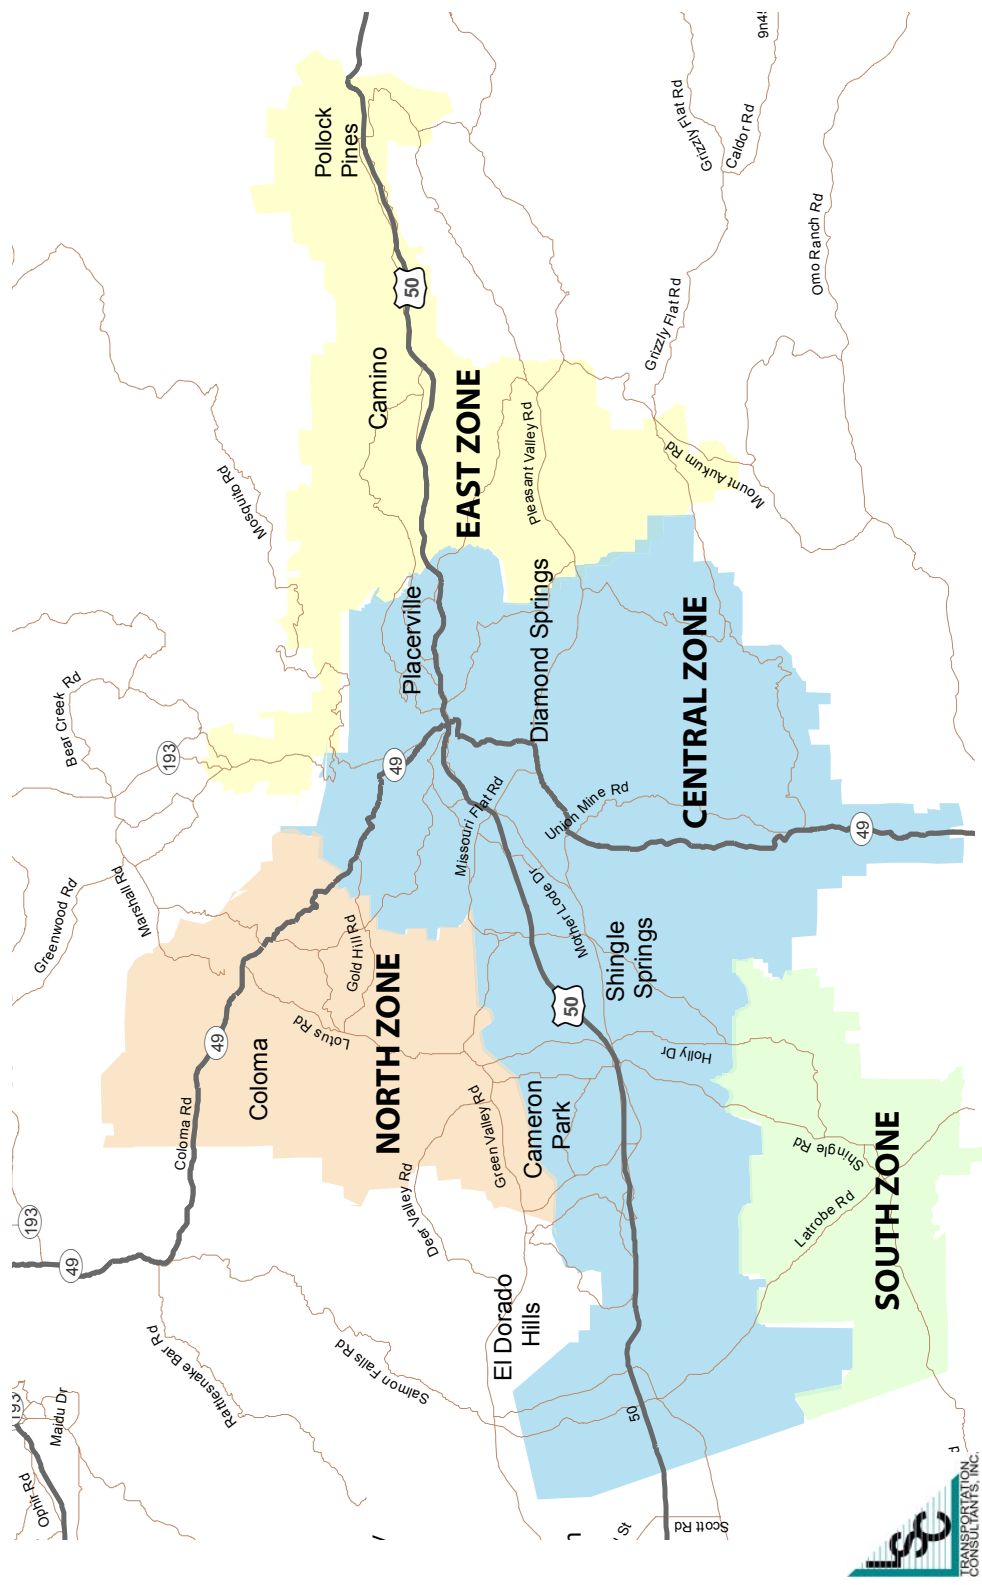 Ophir Rd
193
Maidu Dr
49
193
Rattlesnake Bar Rd
Salmon Falls Rd
Coloma Rd
49
Coloma
Lotus Rd
Gold Hill Rd
NORTH ZONE
Greenwood Rd
Marshall Rd
Bear Creek Rd
193
Mosquito Rd
49
Deer Valley Rd
Green Valley Rd
El Dorado
Hills
Cameron
Park
Missouri Flat Rd
Placerville
Camino
Pollock
Pines
50
EAST ZONE
Pleasant Valley Rd
Diamond Springs
Mother Lode Dr
Union Mine Rd
50
Shingle
Springs
Holly Dr
CENTRAL ZONE
49
Mount Aukum Rd
Grizzly Flat Rd
Grizzly Flat Rd
Caldor Rd
9n4
Omo Ranch Rd
50
Scott Rd
St
Latrobe Rd
Shingle Rd
SOUTH ZONE
LSC
TRANSPORTATION
CONSULTANTS, INC.